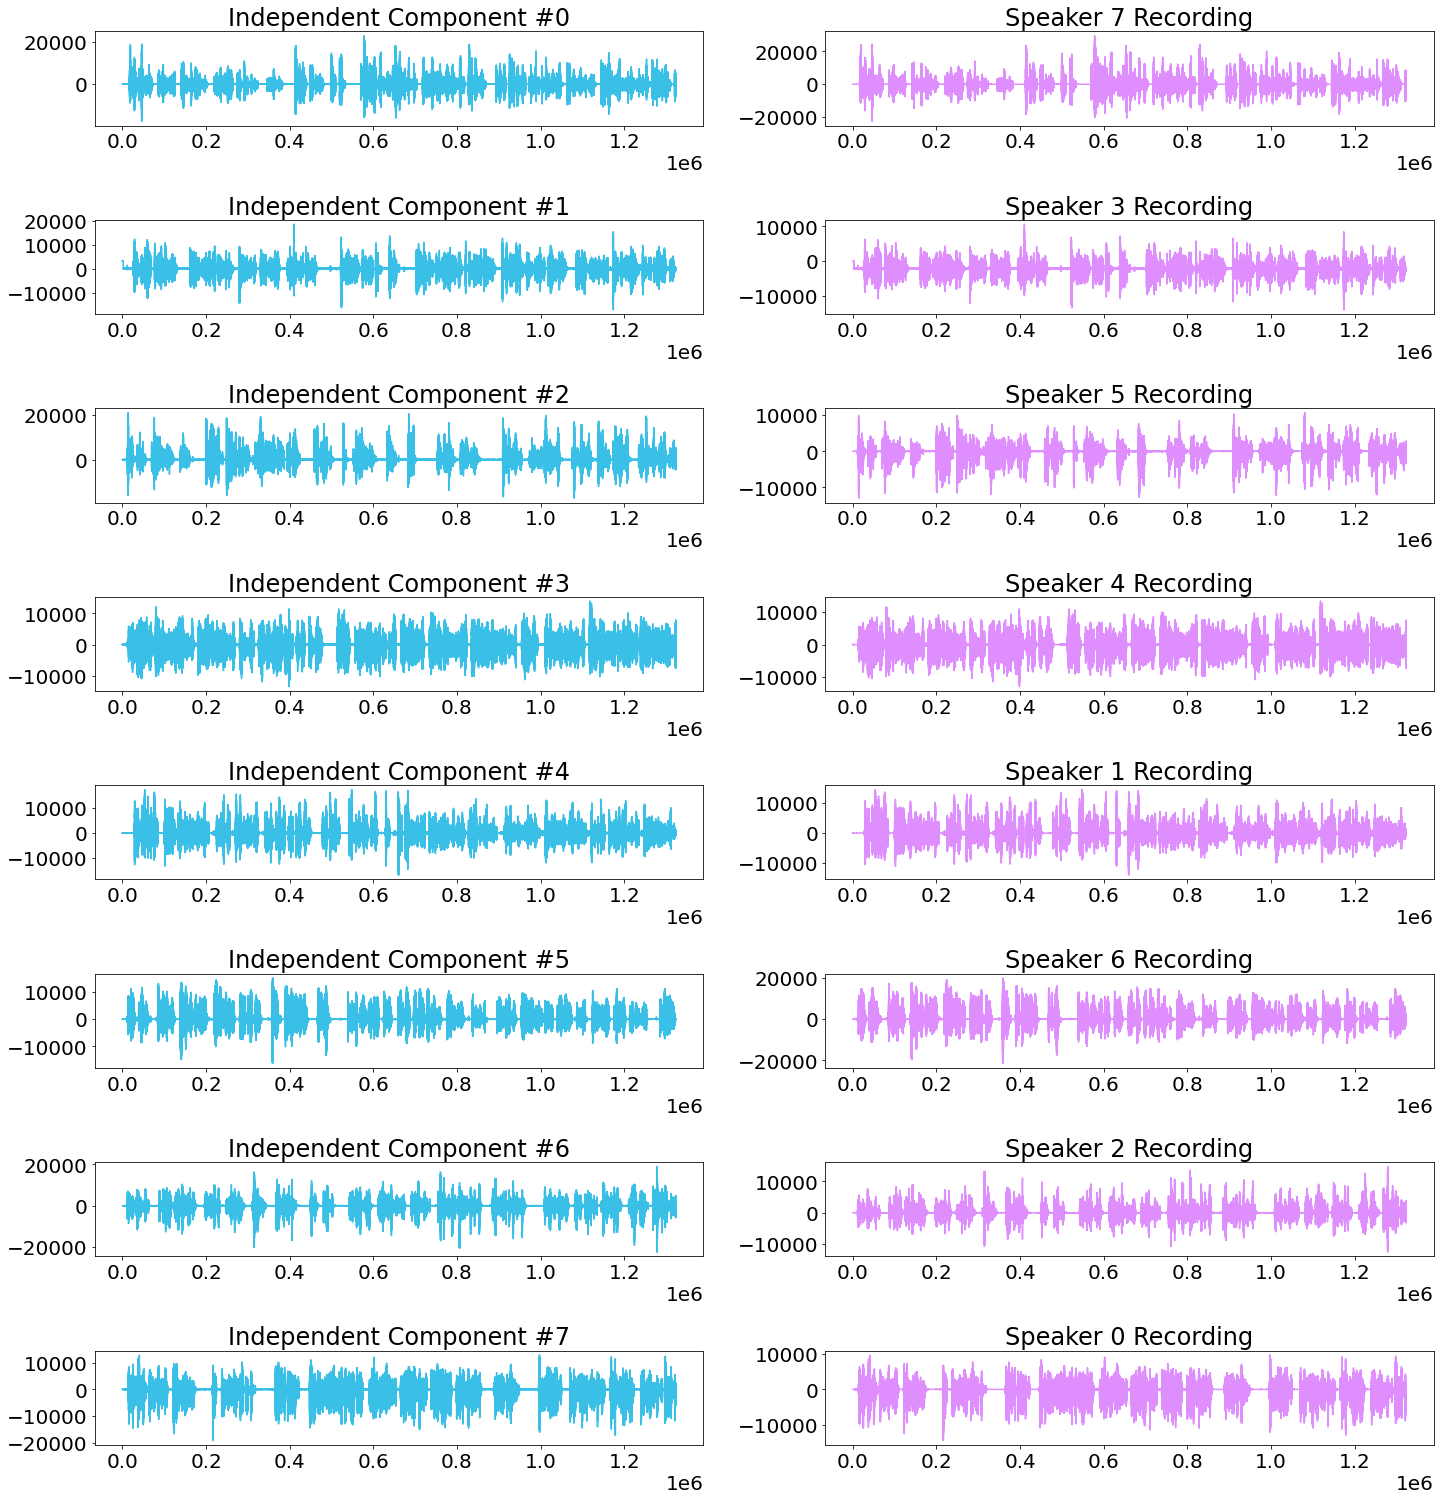 Independent Component #0 Speaker 7 Recording
20000 20000
0 0
−20000
0.0 0.2 0.4 0.6 0.8 1.0 1.2 0.0 0.2 0.4 0.6 0.8 1.0 1.2
1e6 1e6
Independent Component #1 Speaker 3 Recording
20000 10000
10000 0
0 −10000
−10000
0.0 0.2 0.4 0.6 0.8 1.0 1.2 0.0 0.2 0.4 0.6 0.8 1.0 1.2
1e6 1e6
Independent Component #2 Speaker 5 Recording
20000 10000
0 0
−10000
0.0 0.2 0.4 0.6 0.8 1.0 1.2 0.0 0.2 0.4 0.6 0.8 1.0 1.2
1e6 1e6
Independent Component #3 Speaker 4 Recording
10000 10000
0 0
−10000 −10000
0.0 0.2 0.4 0.6 0.8 1.0 1.2 0.0 0.2 0.4 0.6 0.8 1.0 1.2
1e6 1e6
Independent Component #4 Speaker 1 Recording
10000 10000
0 0
−10000 −10000
0.0 0.2 0.4 0.6 0.8 1.0 1.2 0.0 0.2 0.4 0.6 0.8 1.0 1.2
1e6 1e6
Independent Component #5 Speaker 6 Recording
10000 20000
0 0
−10000 −20000
0.0 0.2 0.4 0.6 0.8 1.0 1.2 0.0 0.2 0.4 0.6 0.8 1.0 1.2
1e6 1e6
Independent Component #6 Speaker 2 Recording
20000 10000
0 0
−20000 −10000
0.0 0.2 0.4 0.6 0.8 1.0 1.2 0.0 0.2 0.4 0.6 0.8 1.0 1.2
1e6 1e6
Independent Component #7 Speaker 0 Recording
10000 10000
0 0
−10000 −10000
−20000
0.0 0.2 0.4 0.6 0.8 1.0 1.2 0.0 0.2 0.4 0.6 0.8 1.0 1.2
1e6 1e6